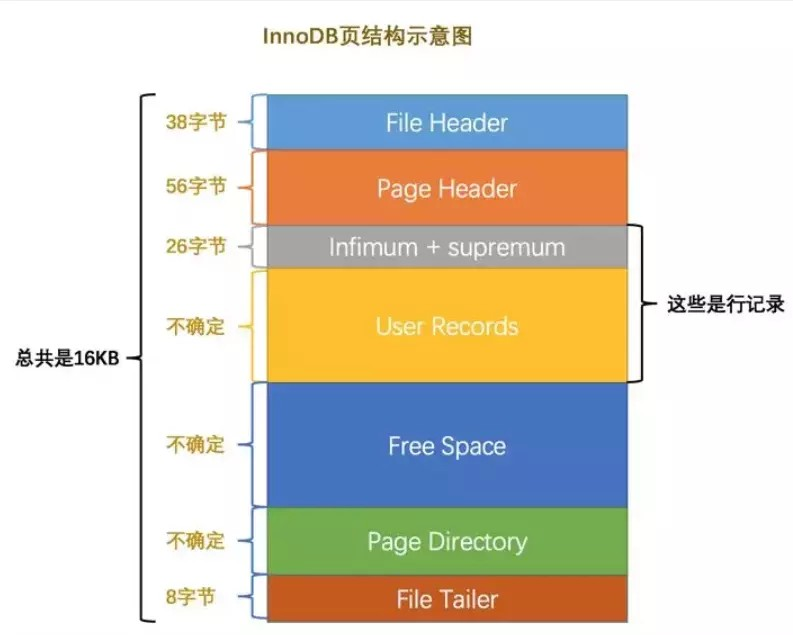 InnoDB页结构示意图
38字节
File Header
56字节
Page Header
26字节
Infimum + supremum
这些是行记录
不确定
User Records
总共是16KB
不确定
Free Space
不确定
Page Directory
8字节
File Tailer